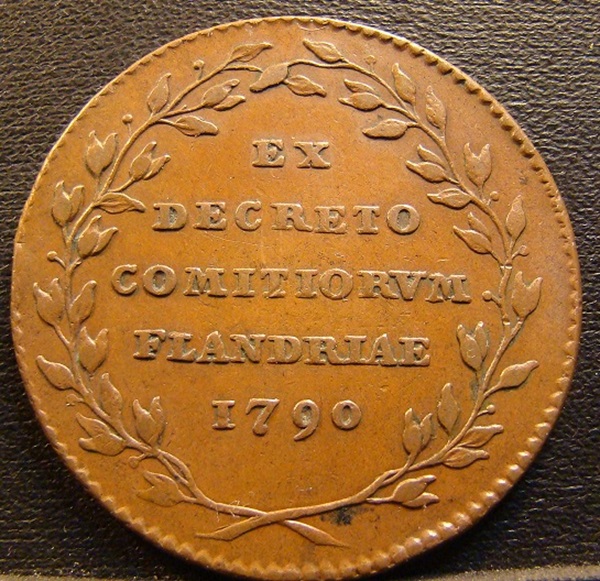 EX
DECRETO
COMITIORVM
FLANDRIAE
1790